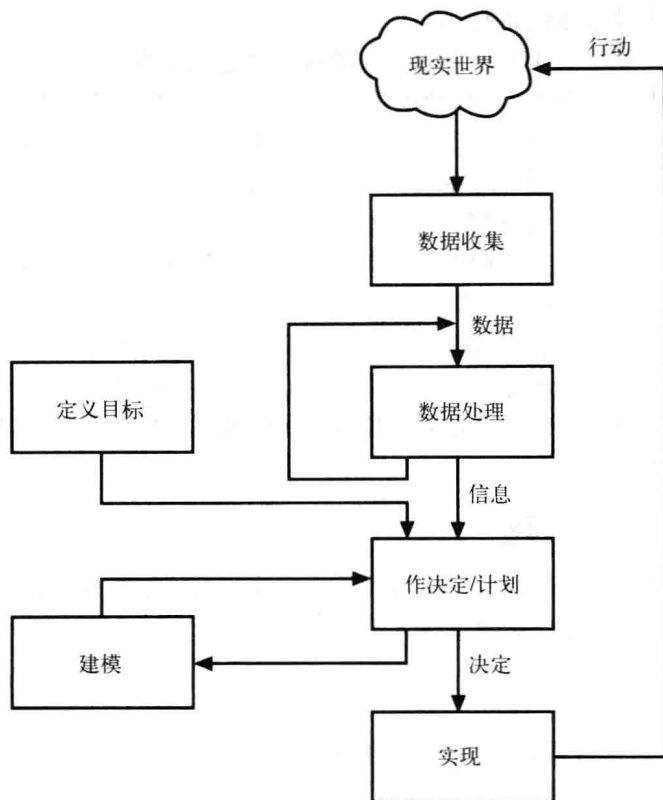 现实世界
行动
数据收集
数据
定义目标
数据处理
信息
作决定/计划
建模
决定
实现